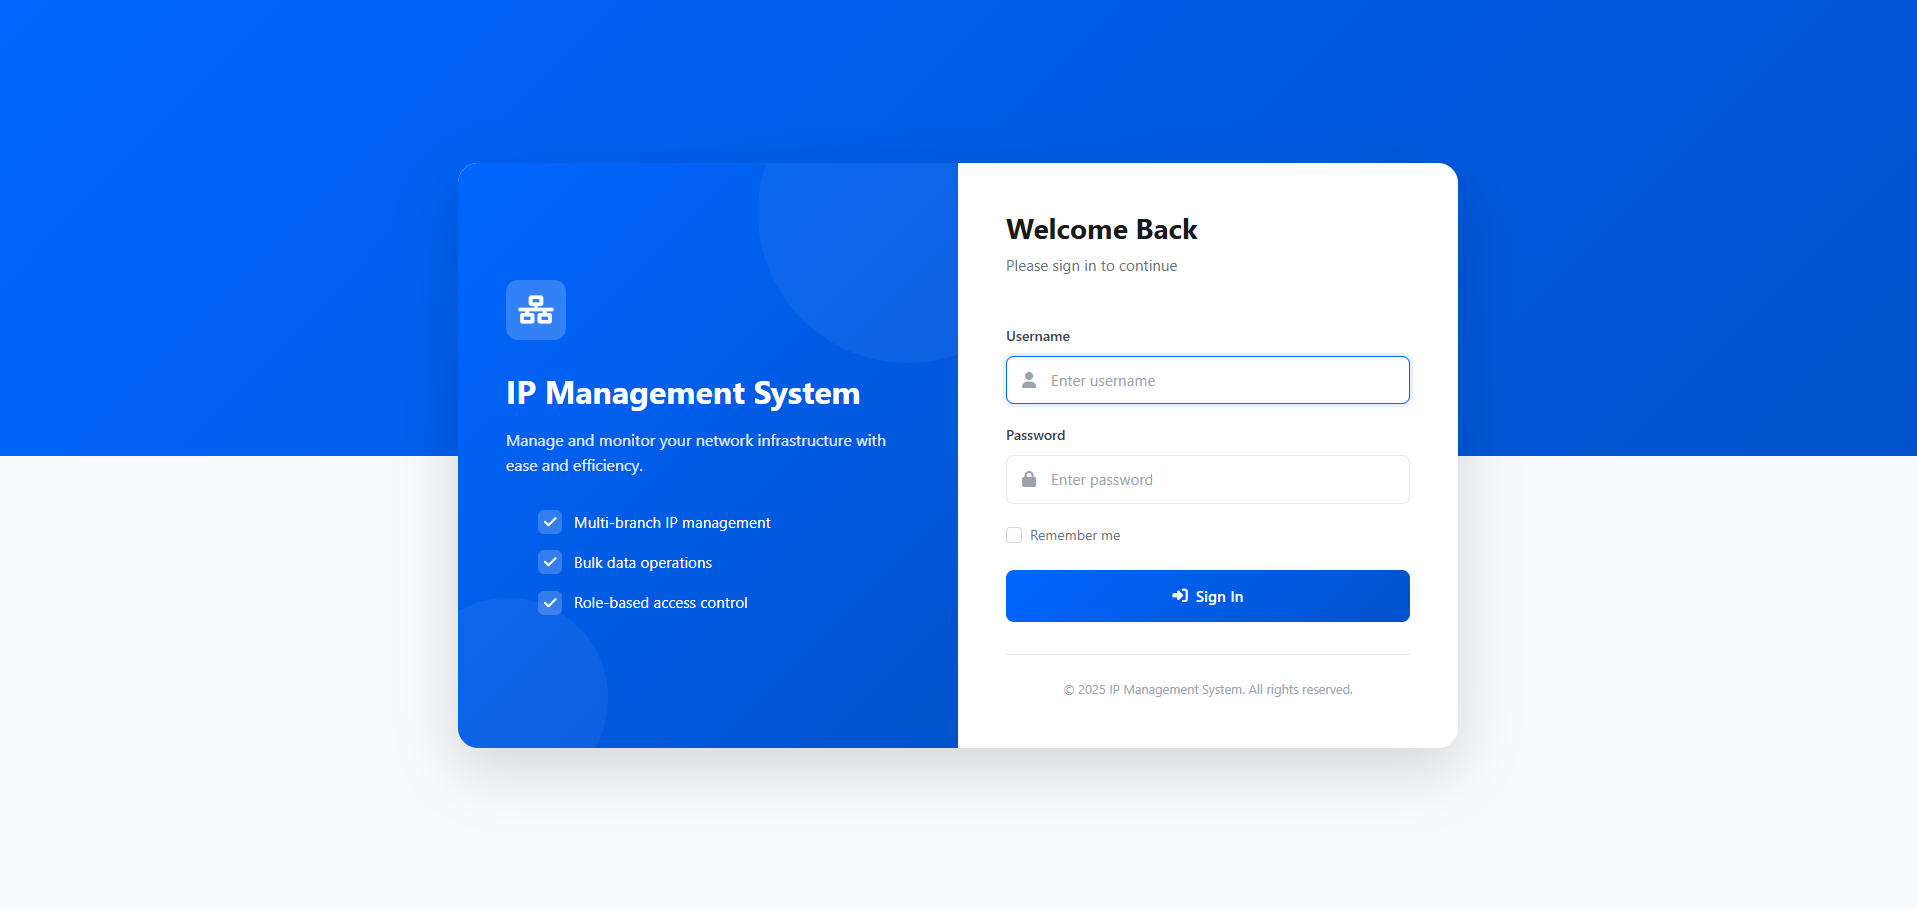 IP Management System
Manage and monitor your network infrastructure with
ease and efficiency.
Multi-branch IP management
Bulk data operations
Role-based access control
Welcome Back
Please sign in to continue
Username
Enter username
Password
Enter password
Remember me
Sign In
© 2025 IP Management System. All rights reserved.